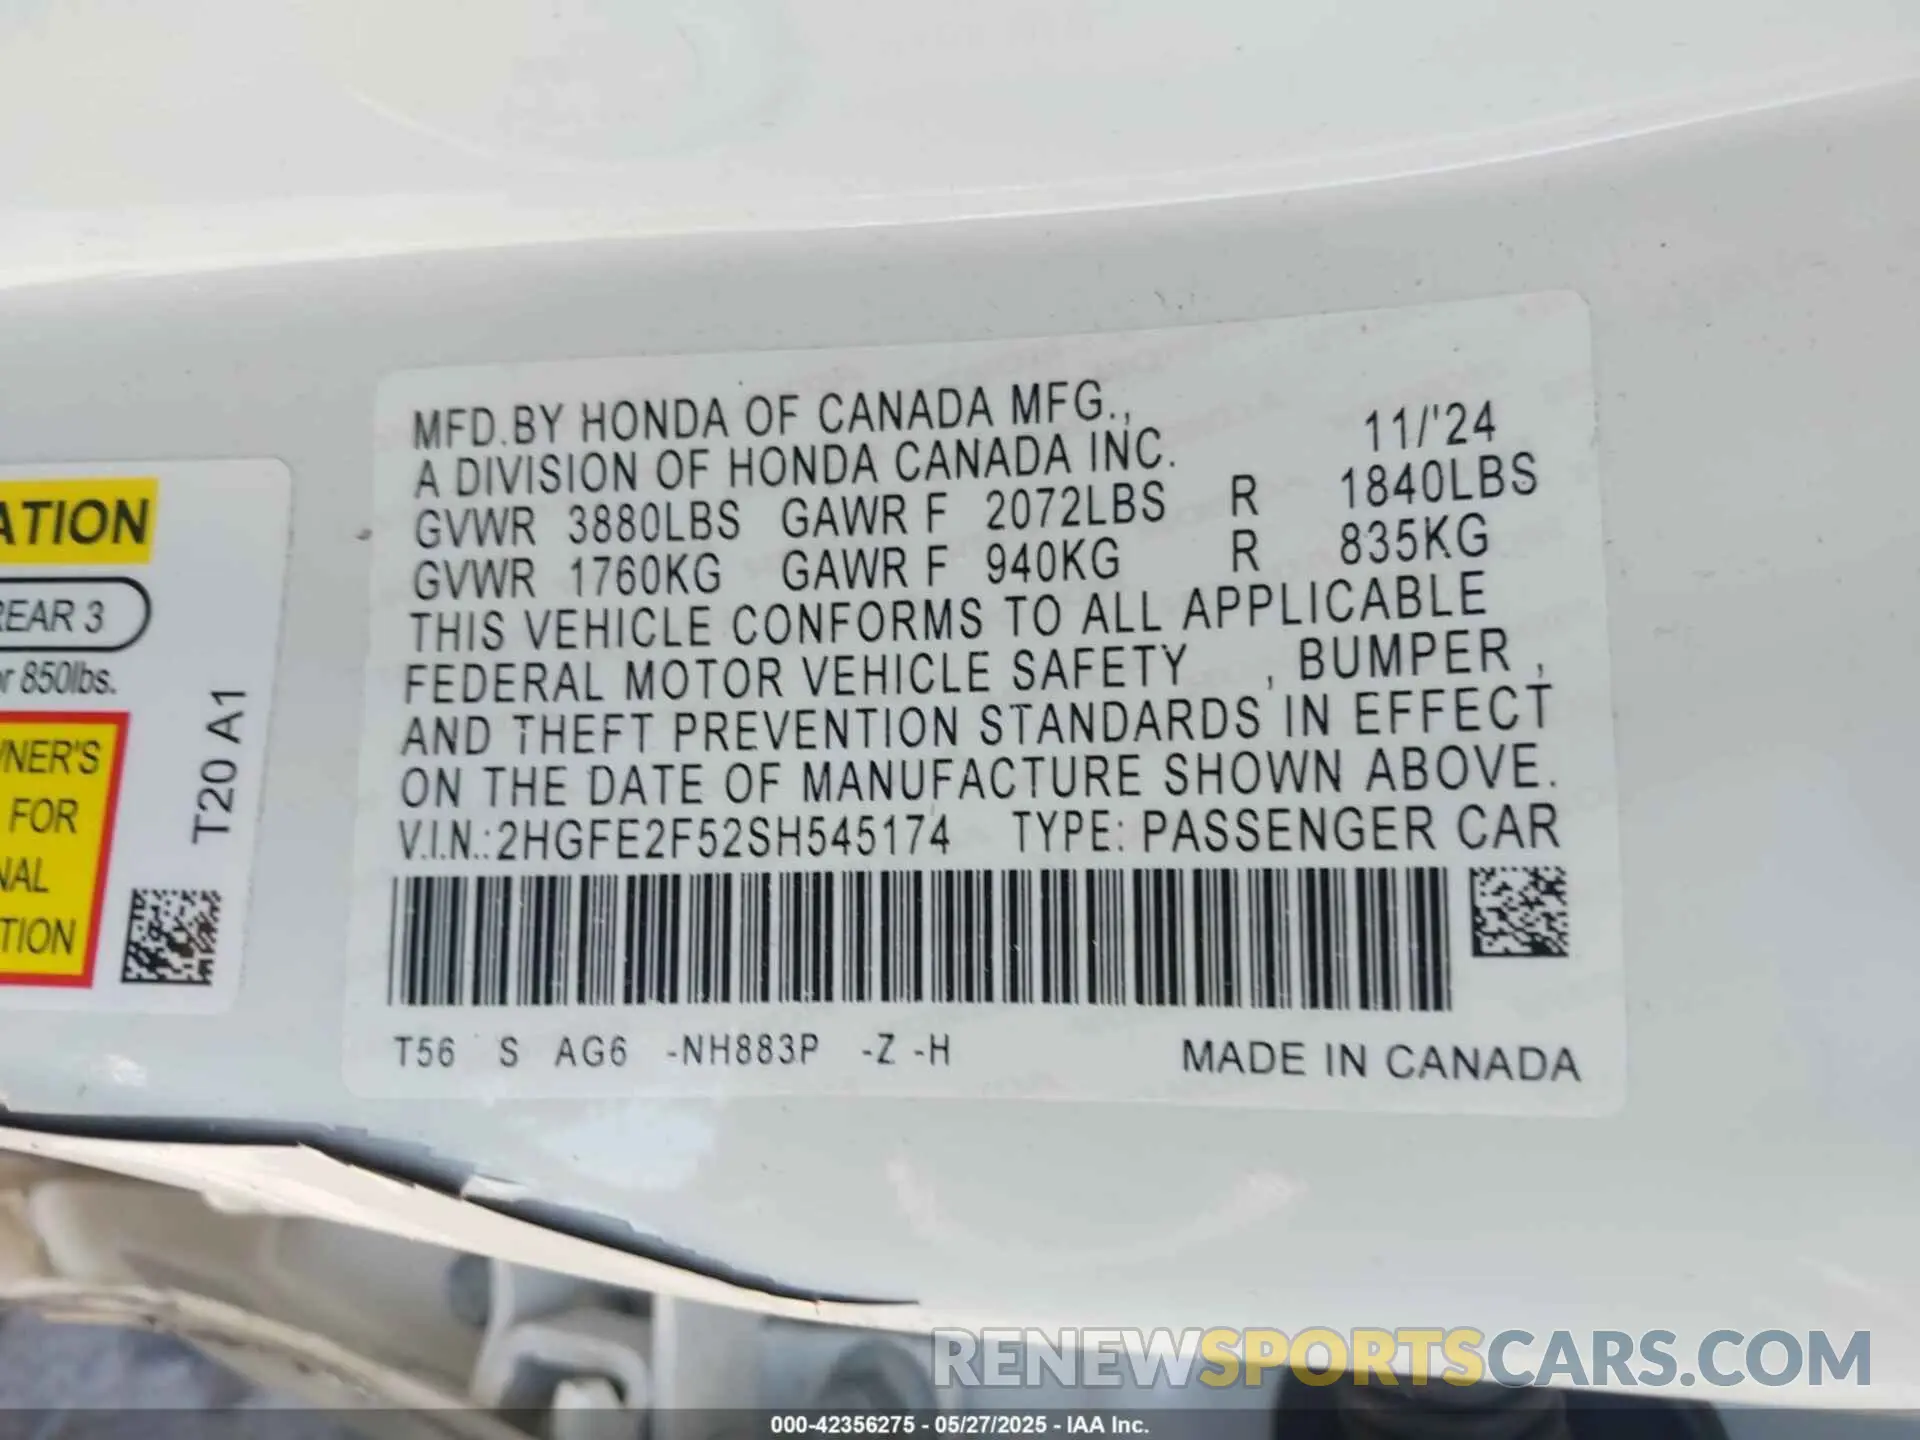 ATION
REAR 3
or 850lbs.
WNER'S
FOR
NAL
TION
T20 A1
MFD.BY HONDA OF CANADA MFG.,
A DIVISION OF HONDA CANADA INC. 11/'24
GVWR 3880LBS GAWR F 2072LBS R 1840LBS
GVWR 1760KG GAWR F 940KG R 835KG
THIS VEHICLE CONFORMS TO ALL APPLICABLE
FEDERAL MOTOR VEHICLE SAFETY , BUMPER ,
AND THEFT PREVENTION STANDARDS IN EFFECT
ON THE DATE OF MANUFACTURE SHOWN ABOVE.
V.I.N.:2HGFE2F52SH545174 TYPE: PASSENGER CAR
T56 S AG6 -NH883P -Z -H MADE IN CANADA
RENEWSPORTSCARS.COM
000-42356275 - 05/27/2025 - IAA Inc.